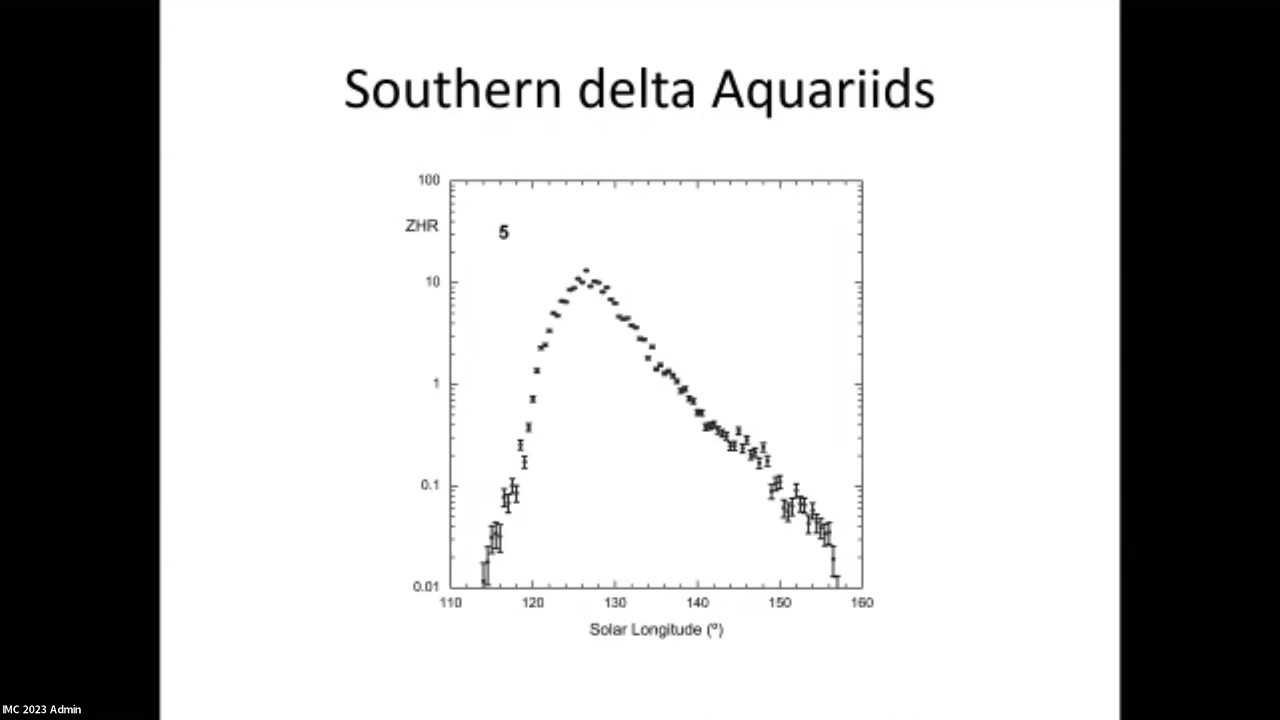 Southern delta Aquariids
100
ZHR
5
10
1
0.1
0.01
110 120 130 140 150 160
Solar Longitude (º)
IMC 2023 Admin